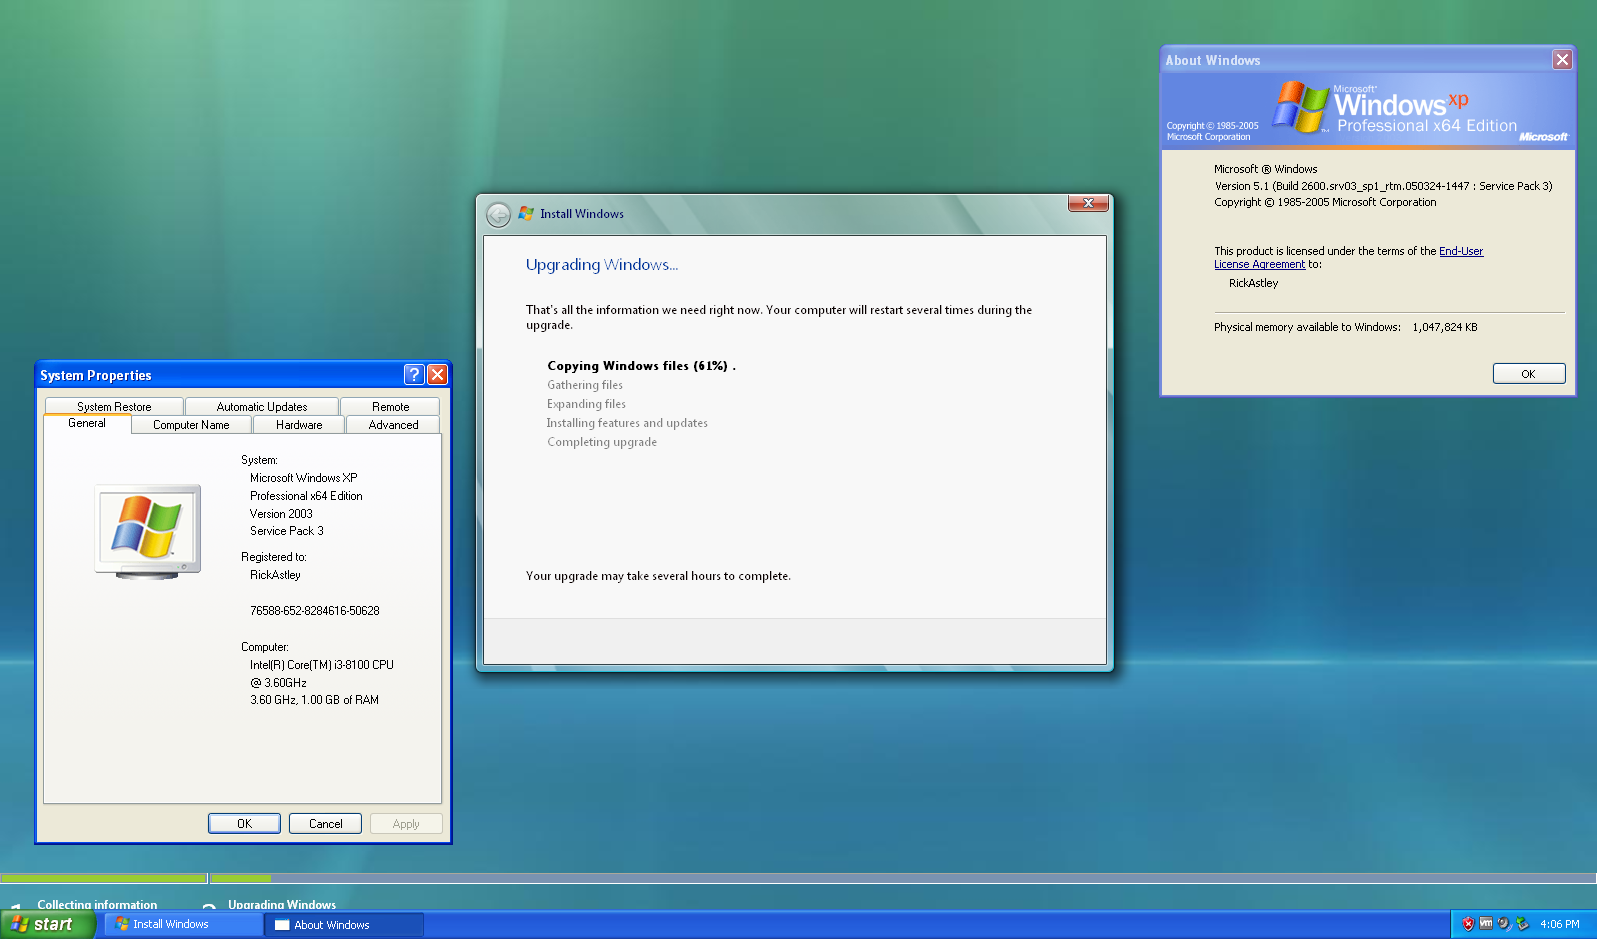 About Windows
Microsoft®
Windows xp
Professional x64 Edition
Copyright © 1985-2005
Microsoft Corporation
Microsoft
Microsoft ® Windows
Version 5.1 (Build 2600.srv03_sp1_rtm.050324-1447 : Service Pack 3)
Copyright © 1985-2005 Microsoft Corporation
This product is licensed under the terms of the End-User
License Agreement to:
RickAstley
Physical memory available to Windows: 1,047,824 KB
OK
Install Windows
Upgrading Windows...
That's all the information we need right now. Your computer will restart several times during the
upgrade.
Copying Windows files (61%) .
Gathering files
Expanding files
Installing features and updates
Completing upgrade
Your upgrade may take several hours to complete.
System Properties
System Restore Automatic Updates Remote
General Computer Name Hardware Advanced
System:
Microsoft Windows XP
Professional x64 Edition
Version 2003
Service Pack 3
Registered to:
RickAstley
76588-652-8284616-50628
Computer:
Intel(R) Core(TM) i3-8100 CPU
@ 3.60GHz
3.60 GHz, 1.00 GB of RAM
OK Cancel Apply
1 Collecting information 2 Upgrading Windows
start Install Windows About Windows vm 4:06 PM